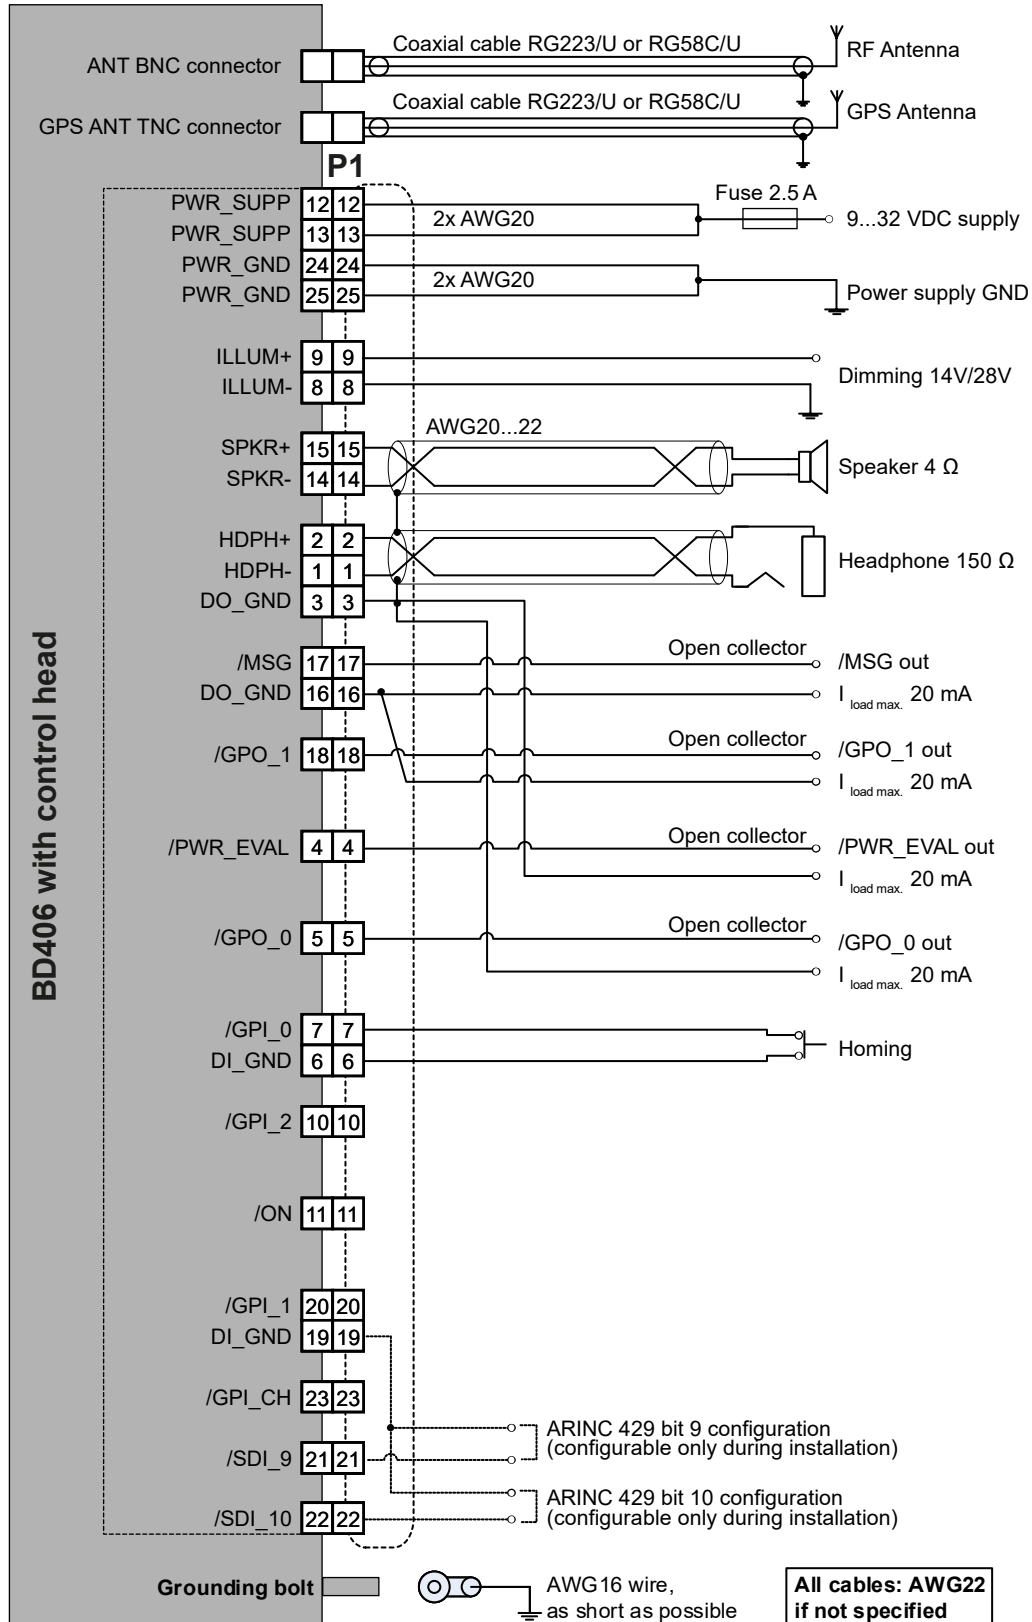 ANT BNC connector
Coaxial cable RG223/U or RG58C/U
RF Antenna
GPS ANT TNC connector
Coaxial cable RG223/U or RG58C/U
GPS Antenna
P1
PWR_SUPP 12 12
PWR_SUPP 13 13
2x AWG20
Fuse 2.5 A
9...32 VDC supply
PWR_GND 24 24
PWR_GND 25 25
2x AWG20
Power supply GND
ILLUM+ 9 9
ILLUM- 8 8
Dimming 14V/28V
AWG20...22
SPKR+ 15 15
SPKR- 14 14
Speaker 4 Ω
HDPH+ 2 2
HDPH- 1 1
Headphone 150 Ω
DO_GND 3 3
/MSG 17 17
Open collector
/MSG out
DO_GND 16 16
I load max. 20 mA
/GPO_1 18 18
Open collector
/GPO_1 out
I load max. 20 mA
/PWR_EVAL 4 4
Open collector
/PWR_EVAL out
I load max. 20 mA
/GPO_0 5 5
Open collector
/GPO_0 out
I load max. 20 mA
/GPI_0 7 7
DI_GND 6 6
Homing
/GPI_2 10 10
/ON 11 11
/GPI_1 20 20
DI_GND 19 19
/GPI_CH 23 23
/SDI_9 21 21
ARINC 429 bit 9 configuration
(configurable only during installation)
/SDI_10 22 22
ARINC 429 bit 10 configuration
(configurable only during installation)
BD406 with control head
Grounding bolt
AWG16 wire,
as short as possible
All cables: AWG22
if not specified